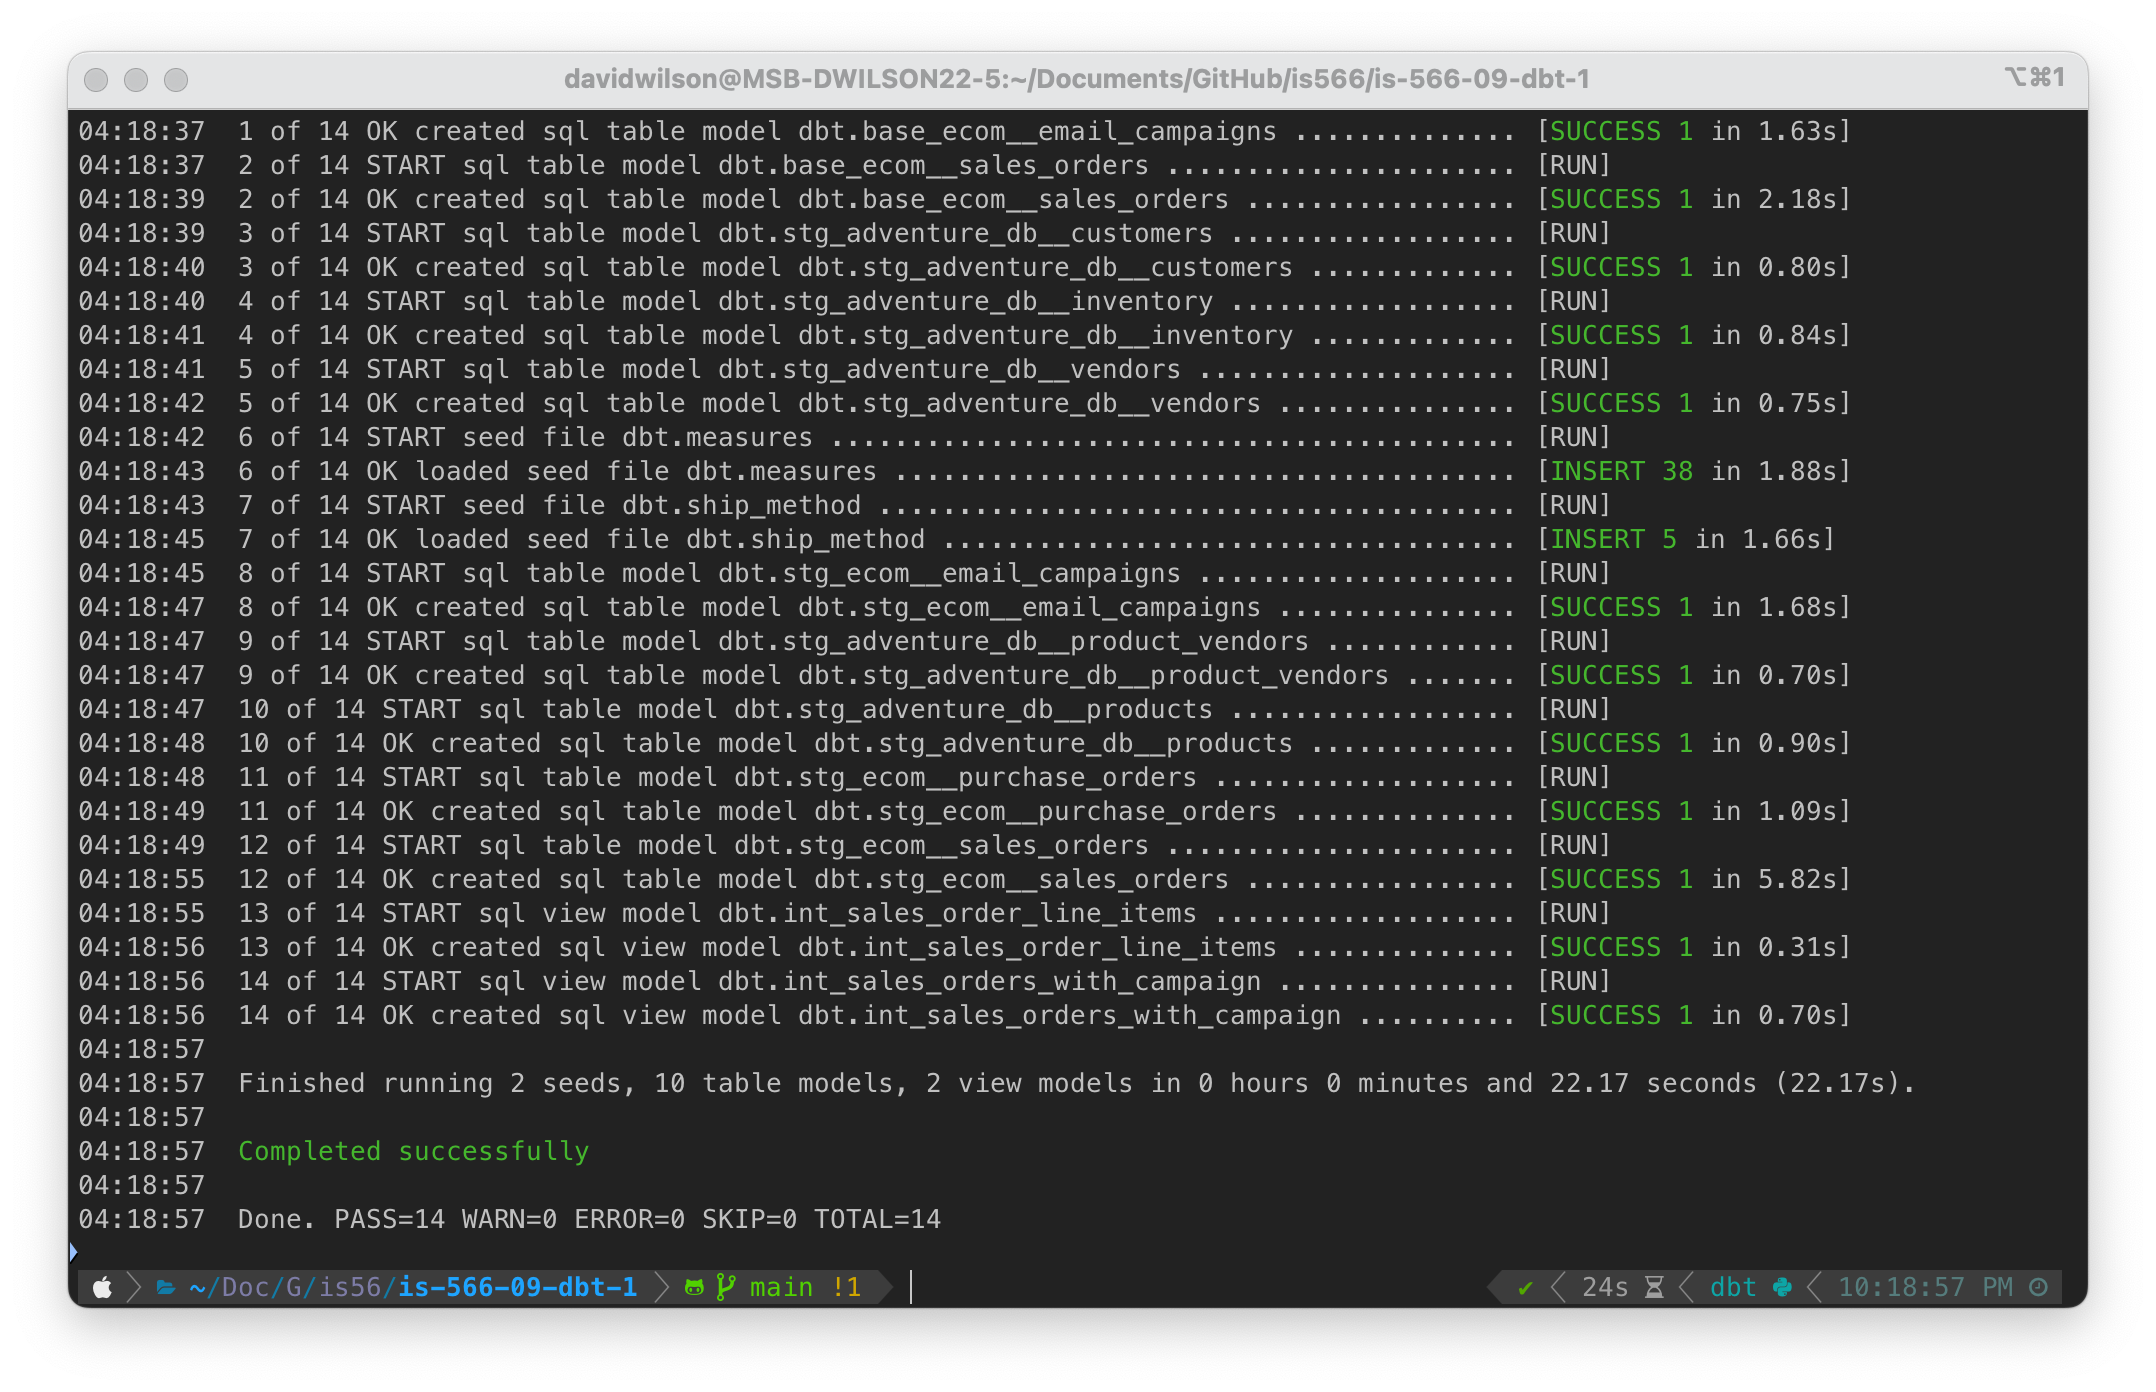 davidwilson@MSB-DWILSON22-5:~/Documents/GitHub/is566/is-566-09-dbt-1 ⌥⌘1
04:18:37  1 of 14 OK created sql table model dbt.base_ecom__email_campaigns .............. [SUCCESS 1 in 1.63s]
04:18:37  2 of 14 START sql table model dbt.base_ecom__sales_orders ...................... [RUN]
04:18:39  2 of 14 OK created sql table model dbt.base_ecom__sales_orders ................. [SUCCESS 1 in 2.18s]
04:18:39  3 of 14 START sql table model dbt.stg_adventure_db__customers .................. [RUN]
04:18:40  3 of 14 OK created sql table model dbt.stg_adventure_db__customers ............. [SUCCESS 1 in 0.80s]
04:18:40  4 of 14 START sql table model dbt.stg_adventure_db__inventory .................. [RUN]
04:18:41  4 of 14 OK created sql table model dbt.stg_adventure_db__inventory ............. [SUCCESS 1 in 0.84s]
04:18:41  5 of 14 START sql table model dbt.stg_adventure_db__vendors .................... [RUN]
04:18:42  5 of 14 OK created sql table model dbt.stg_adventure_db__vendors ............... [SUCCESS 1 in 0.75s]
04:18:42  6 of 14 START seed file dbt.measures ........................................... [RUN]
04:18:43  6 of 14 OK loaded seed file dbt.measures ....................................... [INSERT 38 in 1.88s]
04:18:43  7 of 14 START seed file dbt.ship_method ........................................ [RUN]
04:18:45  7 of 14 OK loaded seed file dbt.ship_method .................................... [INSERT 5 in 1.66s]
04:18:45  8 of 14 START sql table model dbt.stg_ecom__email_campaigns .................... [RUN]
04:18:47  8 of 14 OK created sql table model dbt.stg_ecom__email_campaigns ............... [SUCCESS 1 in 1.68s]
04:18:47  9 of 14 START sql table model dbt.stg_adventure_db__product_vendors ............ [RUN]
04:18:47  9 of 14 OK created sql table model dbt.stg_adventure_db__product_vendors ....... [SUCCESS 1 in 0.70s]
04:18:47  10 of 14 START sql table model dbt.stg_adventure_db__products .................. [RUN]
04:18:48  10 of 14 OK created sql table model dbt.stg_adventure_db__products ............. [SUCCESS 1 in 0.90s]
04:18:48  11 of 14 START sql table model dbt.stg_ecom__purchase_orders ................... [RUN]
04:18:49  11 of 14 OK created sql table model dbt.stg_ecom__purchase_orders .............. [SUCCESS 1 in 1.09s]
04:18:49  12 of 14 START sql table model dbt.stg_ecom__sales_orders ...................... [RUN]
04:18:55  12 of 14 OK created sql table model dbt.stg_ecom__sales_orders ................. [SUCCESS 1 in 5.82s]
04:18:55  13 of 14 START sql view model dbt.int_sales_order_line_items ................... [RUN]
04:18:56  13 of 14 OK created sql view model dbt.int_sales_order_line_items .............. [SUCCESS 1 in 0.31s]
04:18:56  14 of 14 START sql view model dbt.int_sales_orders_with_campaign ............... [RUN]
04:18:56  14 of 14 OK created sql view model dbt.int_sales_orders_with_campaign .......... [SUCCESS 1 in 0.70s]
04:18:57
04:18:57  Finished running 2 seeds, 10 table models, 2 view models in 0 hours 0 minutes and 22.17 seconds (22.17s).
04:18:57
04:18:57  Completed successfully
04:18:57
04:18:57  Done. PASS=14 WARN=0 ERROR=0 SKIP=0 TOTAL=14
~/Doc/G/is56/is-566-09-dbt-1 main !1 ✔ 24s dbt 10:18:57 PM